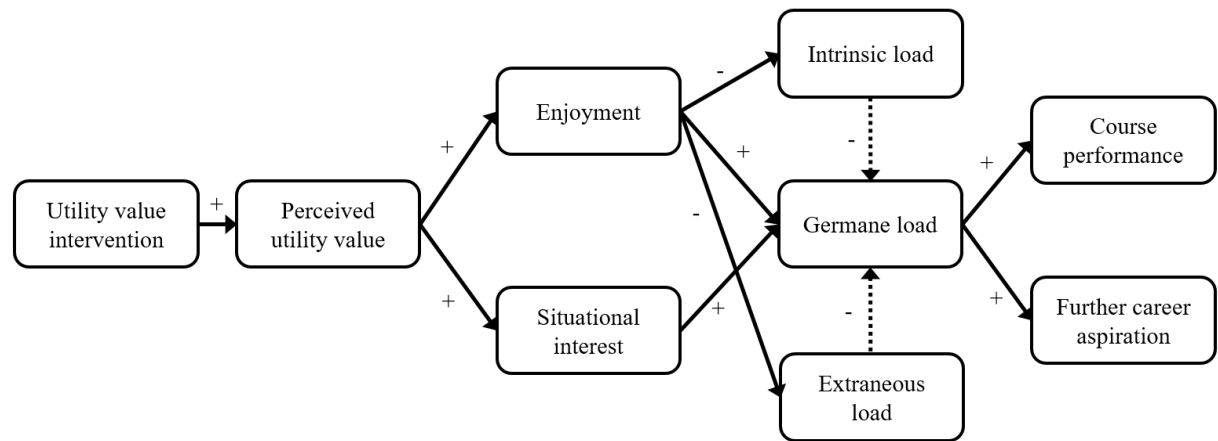 Utility value
intervention
+
Perceived
utility value
+
+
Enjoyment
Situational
interest
-
+
-
+
Intrinsic load
-
Germane load
-
Extraneous
load
+
+
Course
performance
Further career
aspiration